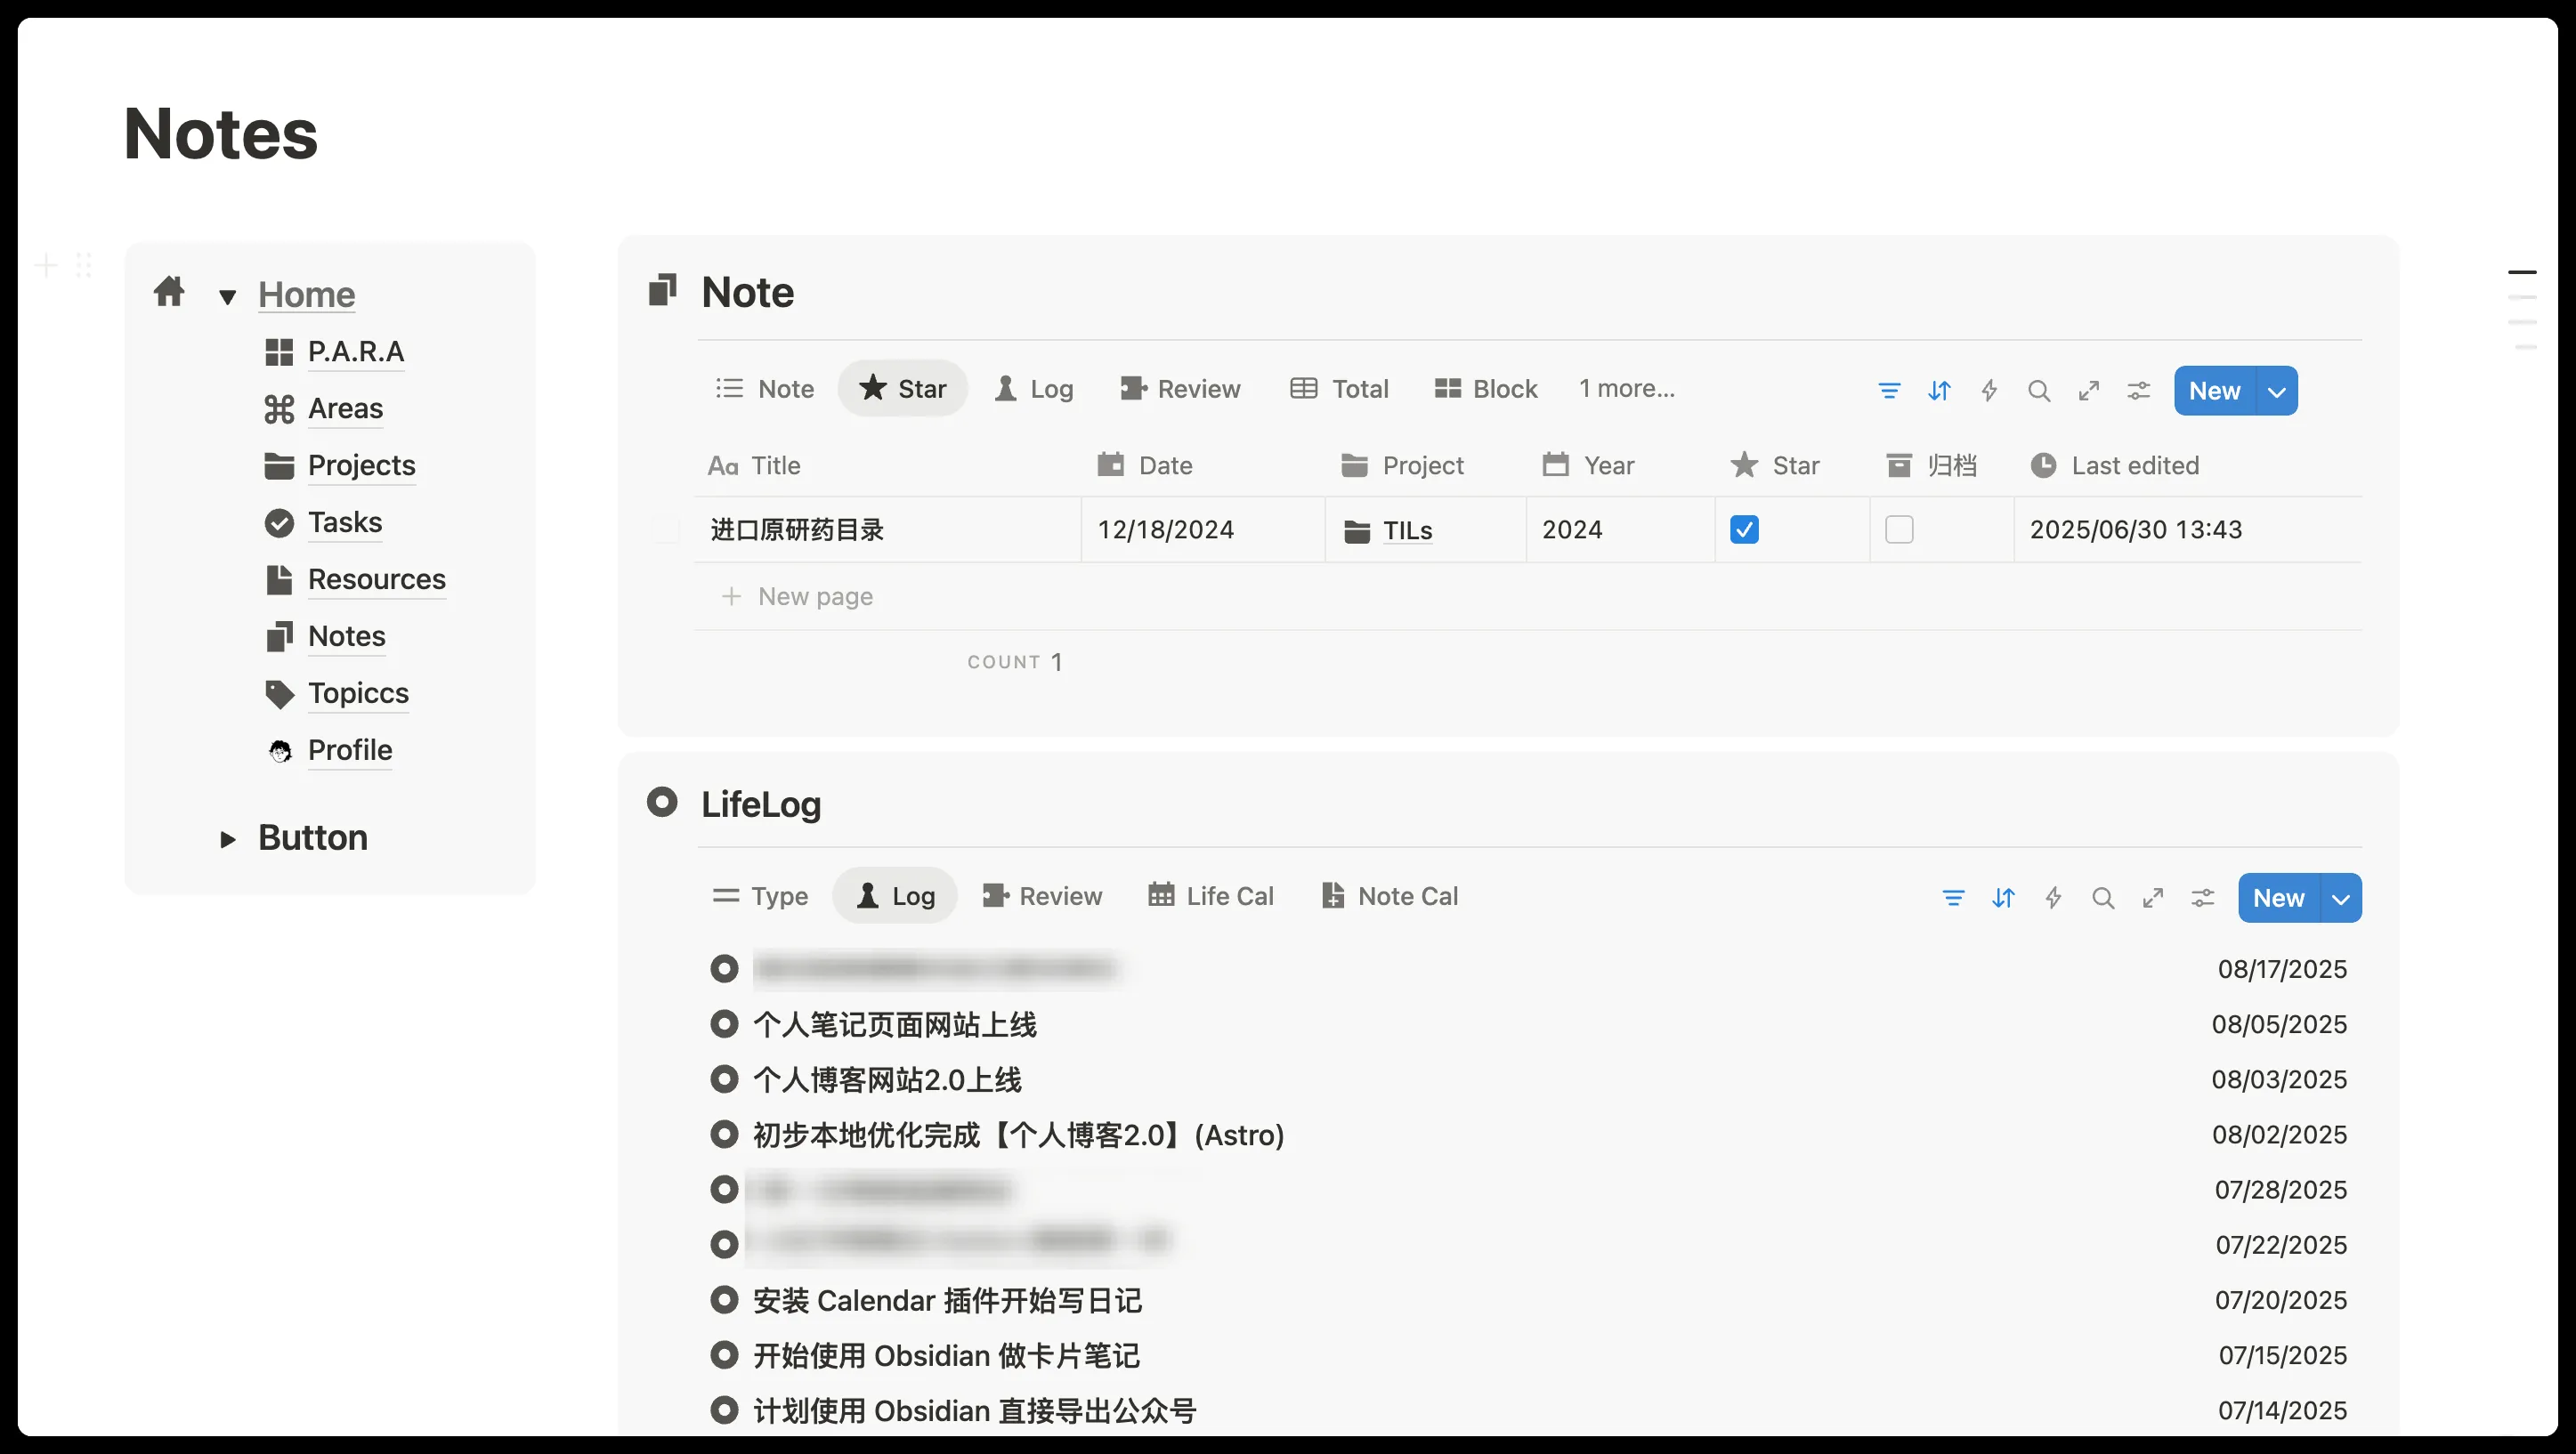 Notes
Home
P.A.R.A
Areas
Projects
Tasks
Resources
Notes
Topiccs
Profile
Button
Note
Note Star Log Review Total Block 1 more... New
Aa Title Date Project Year Star 归档 Last edited
进口原研药目录 12/18/2024 TILs 2024 2025/06/30 13:43
New page
COUNT 1
LifeLog
Type Log Review Life Cal Note Cal New
08/17/2025
个人笔记页面网站上线 08/05/2025
个人博客网站2.0上线 08/03/2025
初步本地优化完成【个人博客2.0】(Astro) 08/02/2025
07/28/2025
07/22/2025
安装 Calendar 插件开始写日记 07/20/2025
开始使用 Obsidian 做卡片笔记 07/15/2025
计划使用 Obsidian 直接导出公众号 07/14/2025